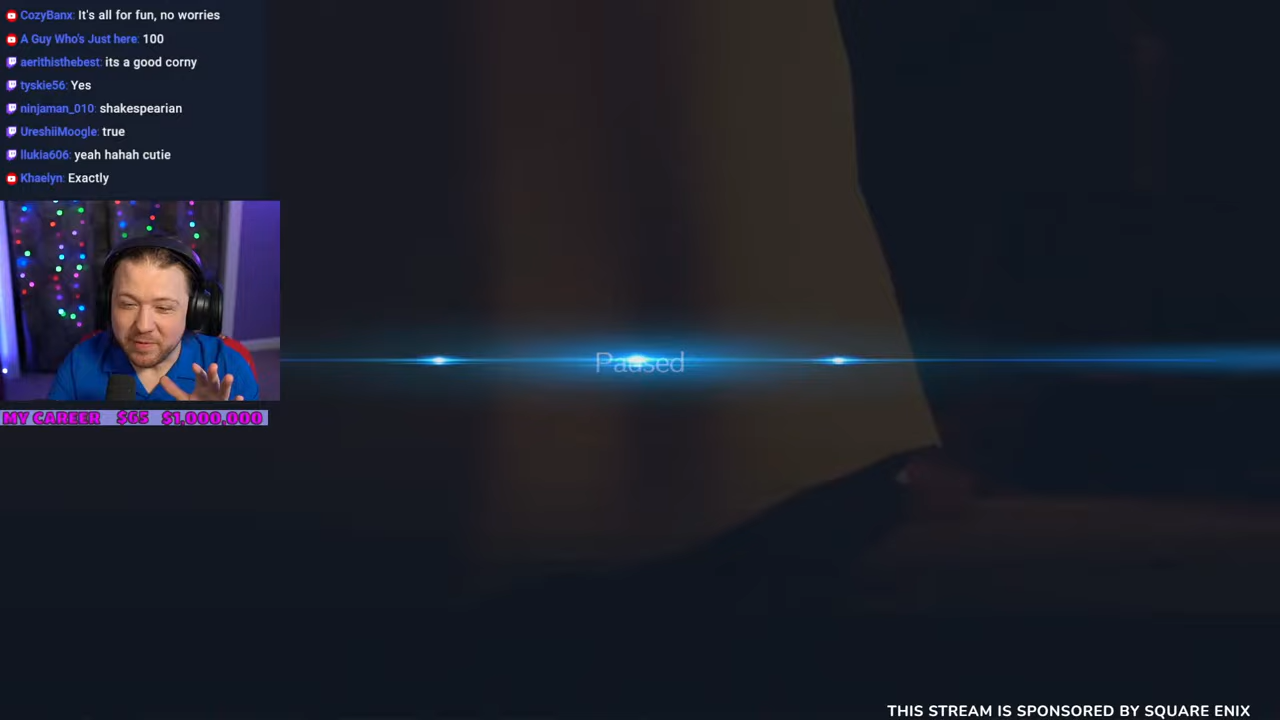 CozyBanx: It's all for fun, no worries
A Guy Who's Just here: 100
aerithisthebest: its a good corny
tyskie56: Yes
ninjaman_010: shakespearian
UreshiiMoogle: true
llukia606: yeah hahah cutie
Khaelyn: Exactly
MY CAREER $65 $1,000,000
Paused
THIS STREAM IS SPONSORED BY SQUARE ENIX